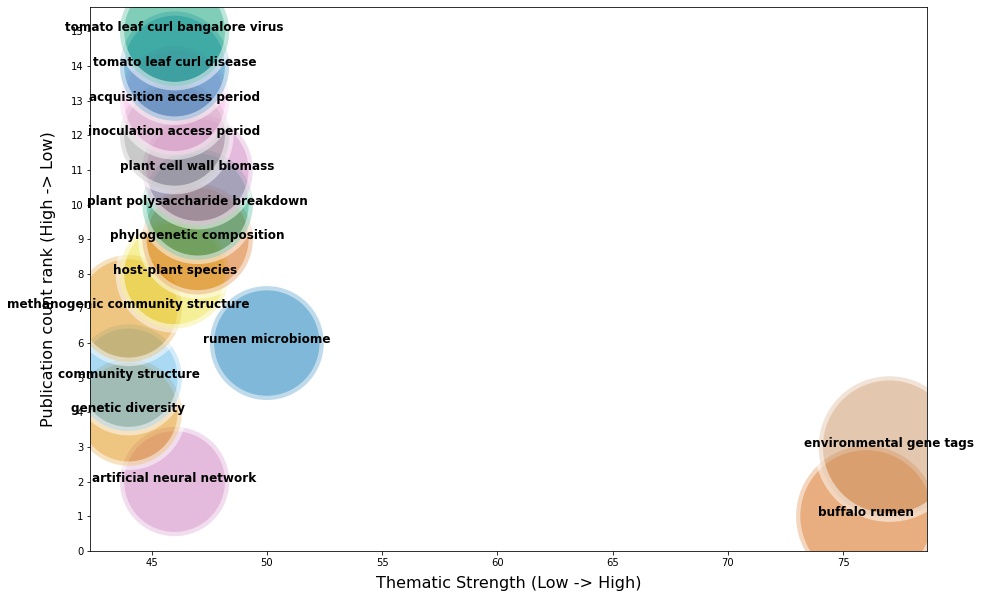 tomato leaf curl bangalore virus
15
tomato leaf curl disease
14
acquisition access period
13
inoculation access period
12
plant cell wall biomass
11
plant polysaccharide breakdown
10
phylogenetic composition
9
host-plant species
8
methanogenic community structure
7
rumen microbiome
6
community structure
5
genetic diversity
4
environmental gene tags
3
artificial neural network
2
buffalo rumen
1
0
Publication count rank (High -> Low)
45 50 55 60 65 70 75
Thematic Strength (Low -> High)